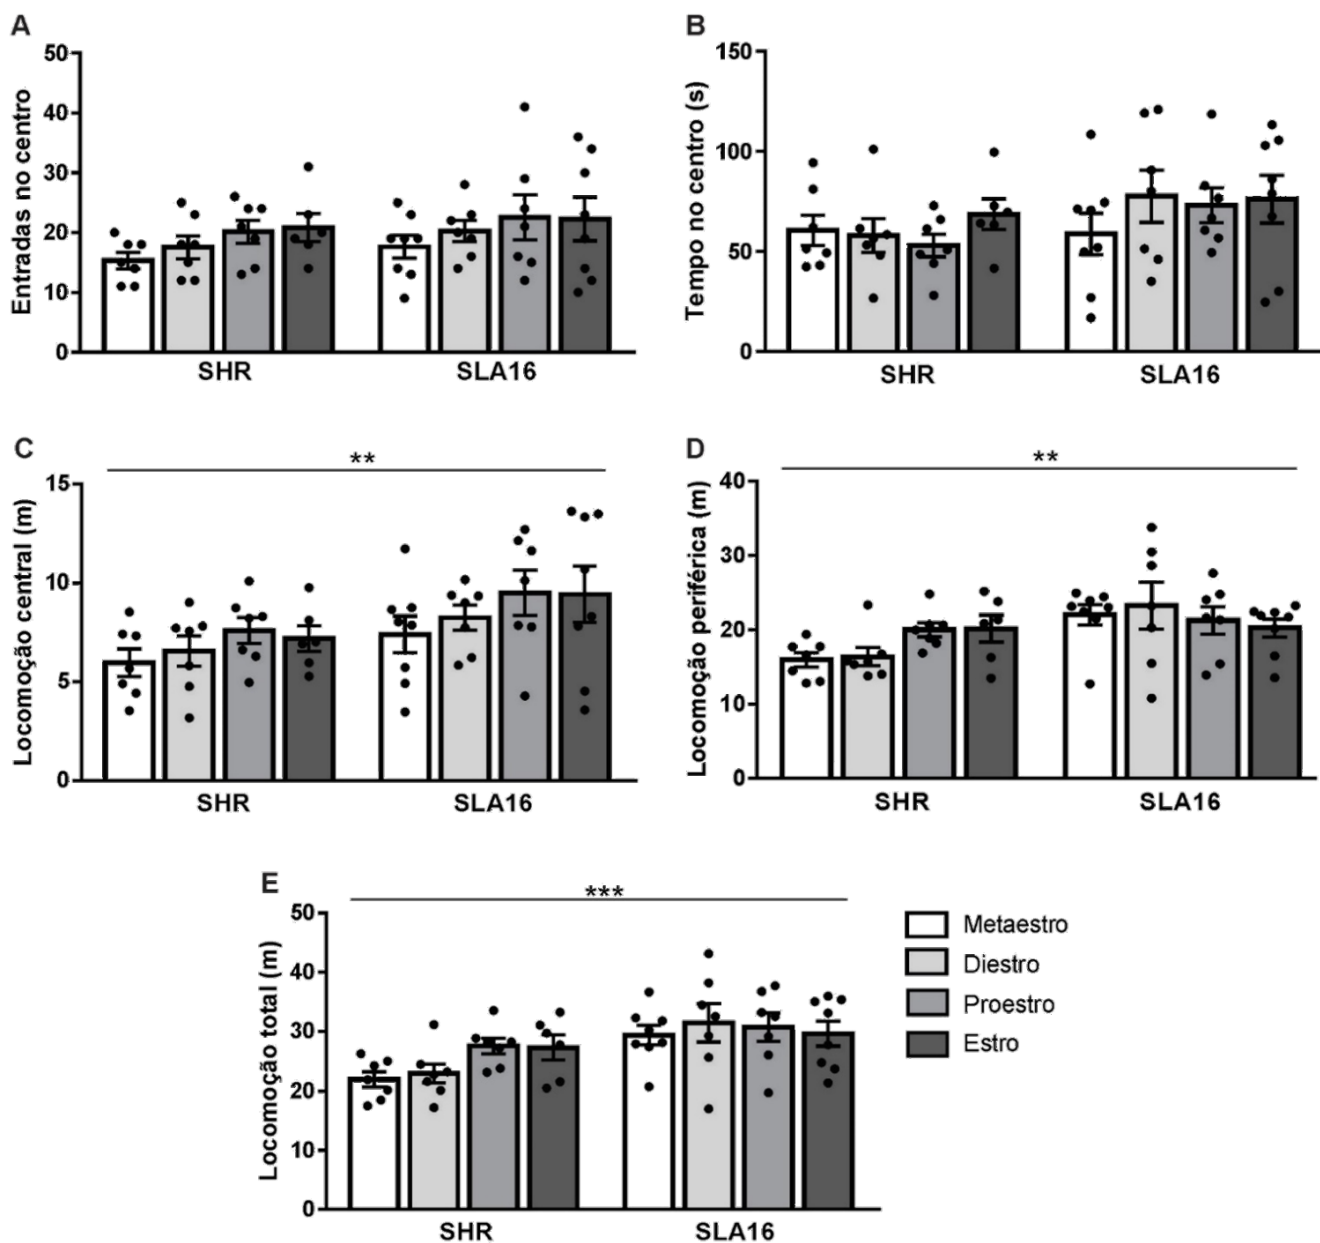 A
Entradas no centro
50
40
30
20
10
0
SHR SLA16
B
Tempo no centro (s)
150
100
50
0
SHR SLA16
C
Locomoção central (m)
15
10
5
0
**
SHR SLA16
D
Locomoção periférica (m)
40
30
20
10
0
**
SHR SLA16
E
Locomoção total (m)
50
40
30
20
10
0
***
SHR SLA16
Metaestro
Diestro
Proestro
Estro